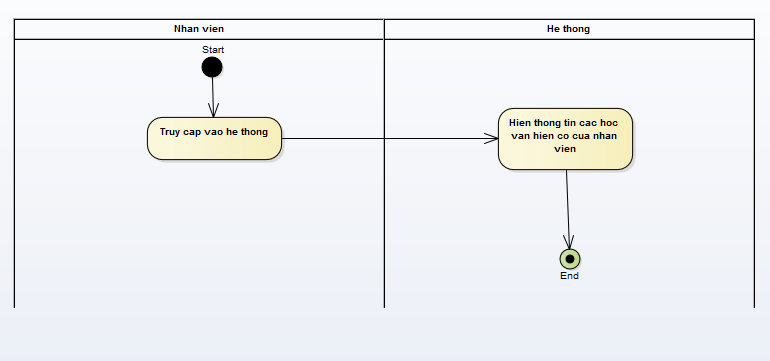 Nhan vien
He thong
Start
Truy cap vao he thong
Hien thong tin cac hoc
van hien co cua nhan
vien
End